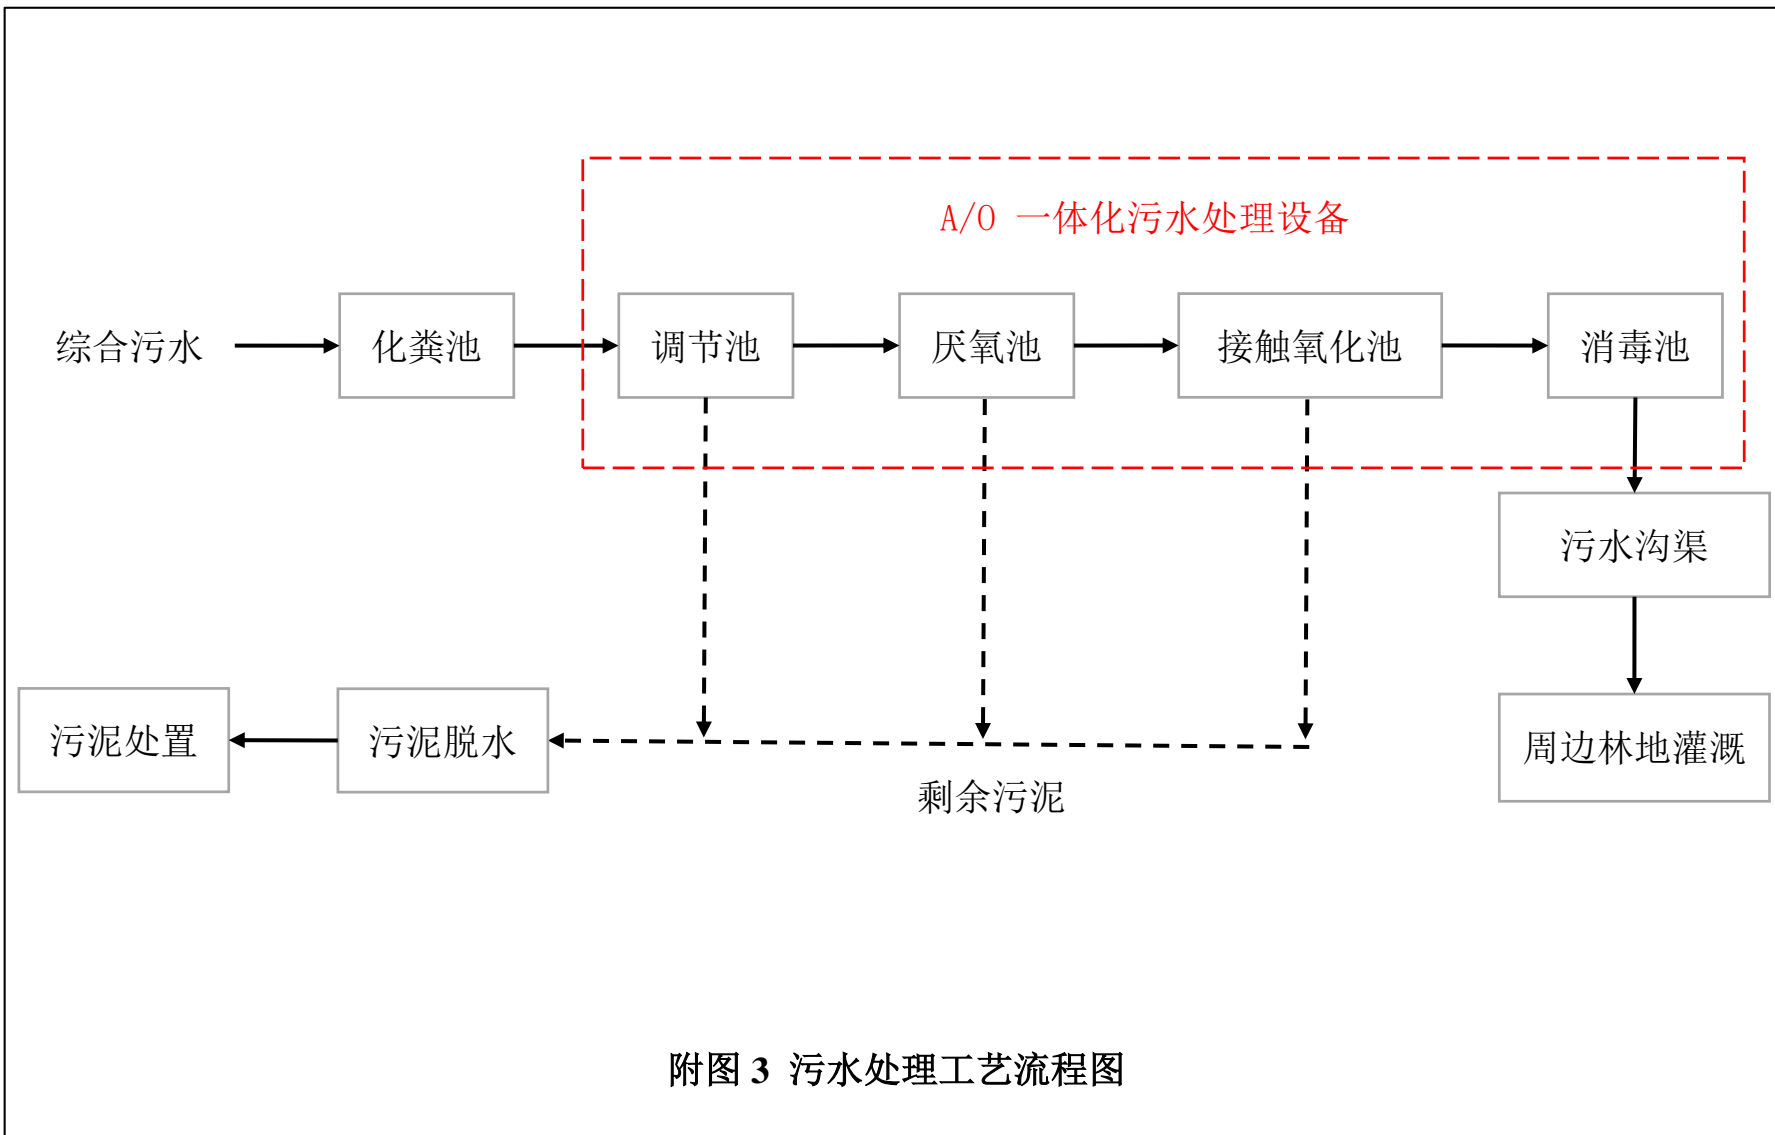 A/O 一体化污水处理设备
综合污水
化粪池
调节池
厌氧池
接触氧化池
消毒池
污水沟渠
污泥处置
污泥脱水
剩余污泥
周边林地灌溉
附图 3 污水处理工艺流程图